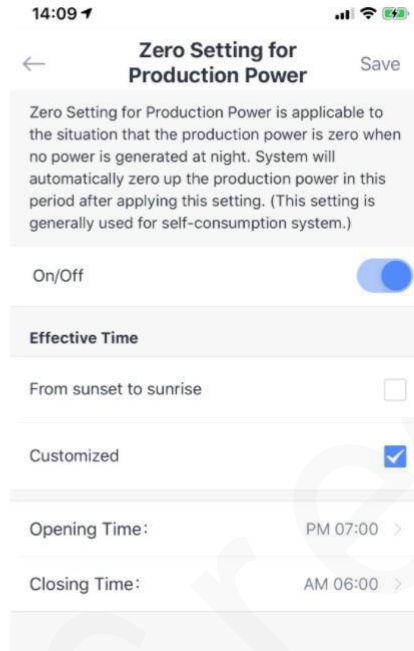 14:09
Zero Setting for
Production Power
Save
Zero Setting for Production Power is applicable to
the situation that the production power is zero when
no power is generated at night. System will
automatically zero up the production power in this
period after applying this setting. (This setting is
generally used for self-consumption system.)
On/Off
Effective Time
From sunset to sunrise
Customized
Opening Time:
PM 07:00
Closing Time:
AM 06:00